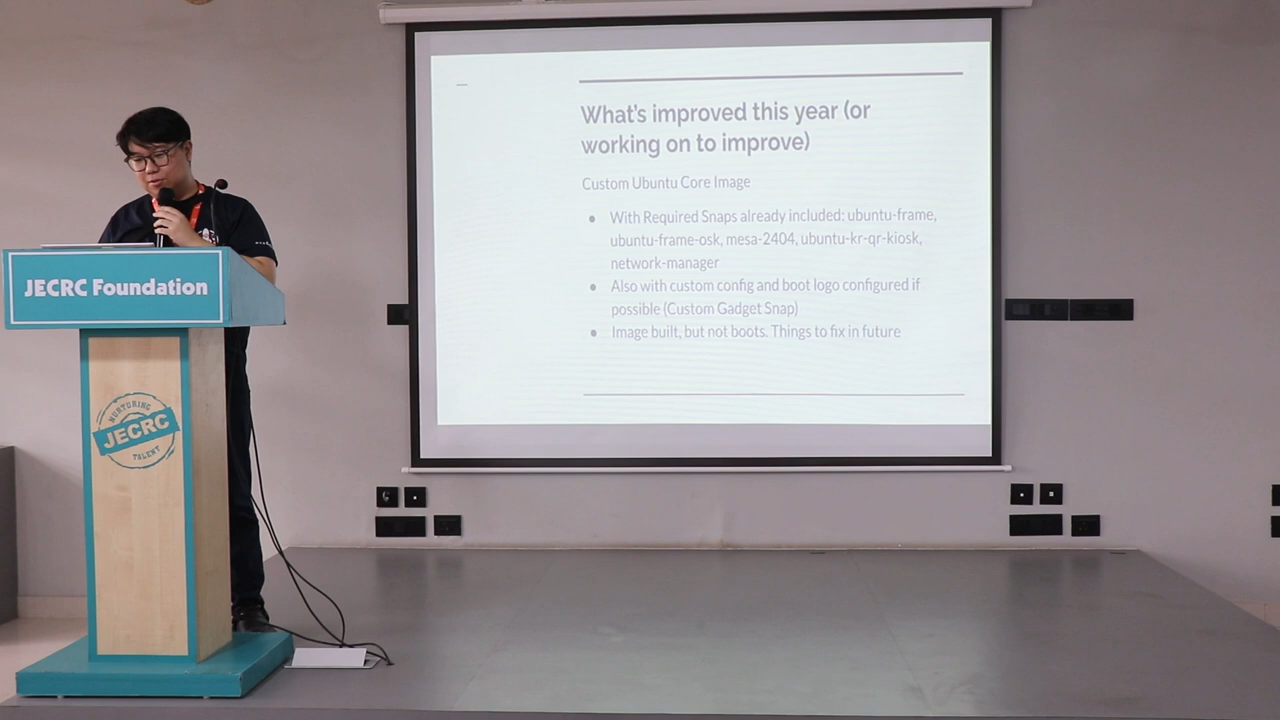 What's improved this year (or
working on to improve)
Custom Ubuntu Core Image
● With Required Snaps already included: ubuntu-frame,
ubuntu-frame-osk, mesa-2404, ubuntu-kr-qr-kiosk,
network-manager
● Also with custom config and boot logo configured if
possible (Custom Gadget Snap)
● Image built, but not boots. Things to fix in future
JECRC Foundation
NURTURING
JECRC
TALENT